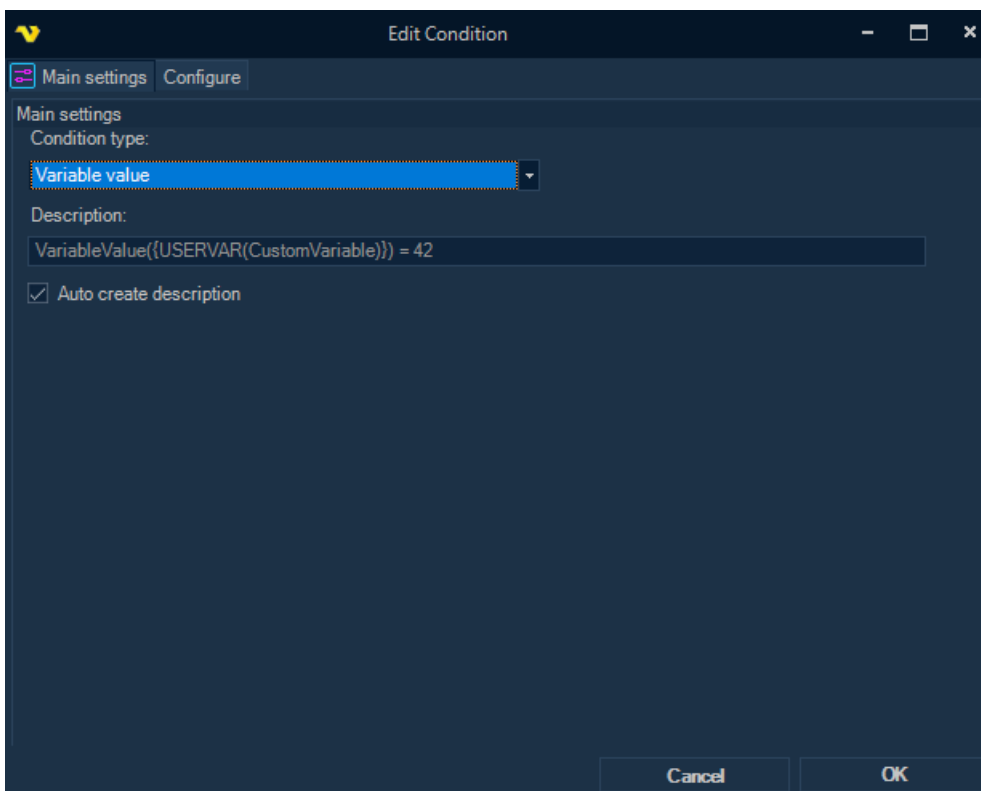 Edit Condition
Main settings Configure
Main settings
Condition type:
Variable value
Description:
VariableValue({USERVAR(CustomVariable)}) = 42
Auto create description
Cancel OK